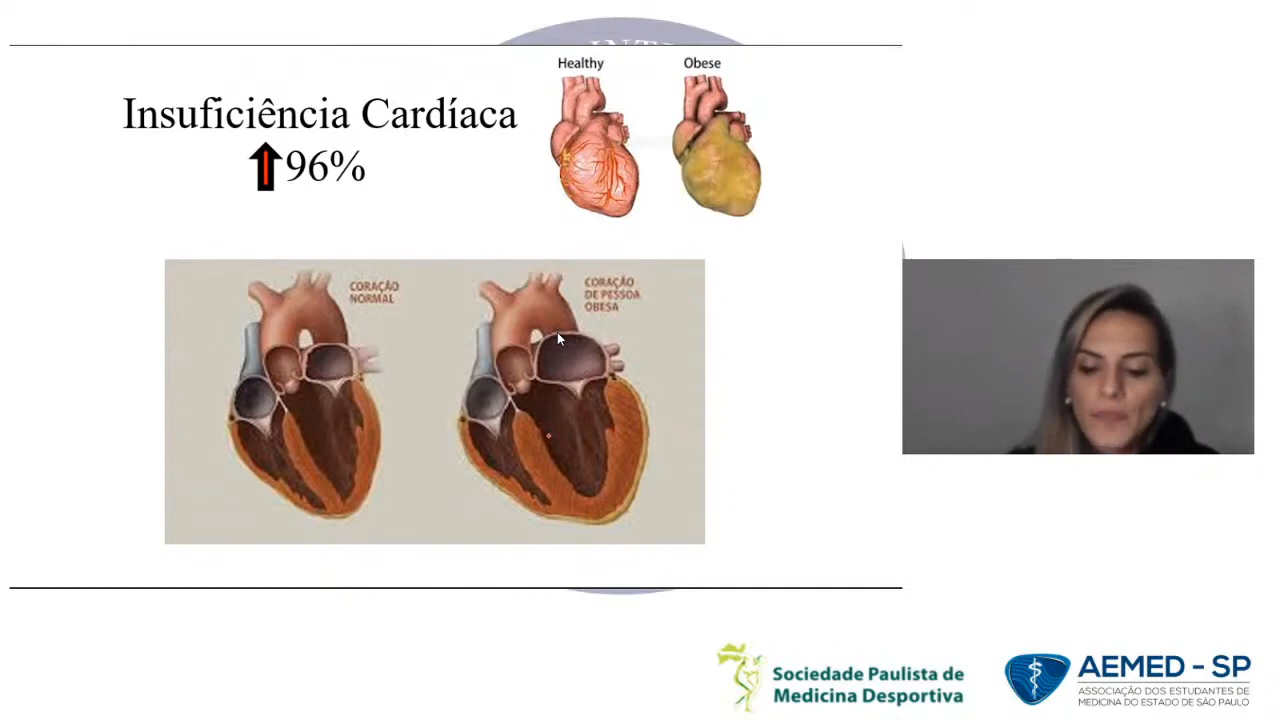 Healthy
Obese
Insuficiência Cardíaca
96%
CORAÇÃO
NORMAL
CORAÇÃO
DE PESSOA
OBESA
Sociedade Paulista de
Medicina Desportiva
AEMED - SP
ASSOCIAÇÃO DOS ESTUDANTES DE
MEDICINA DO ESTADO DE SÃO PAULO